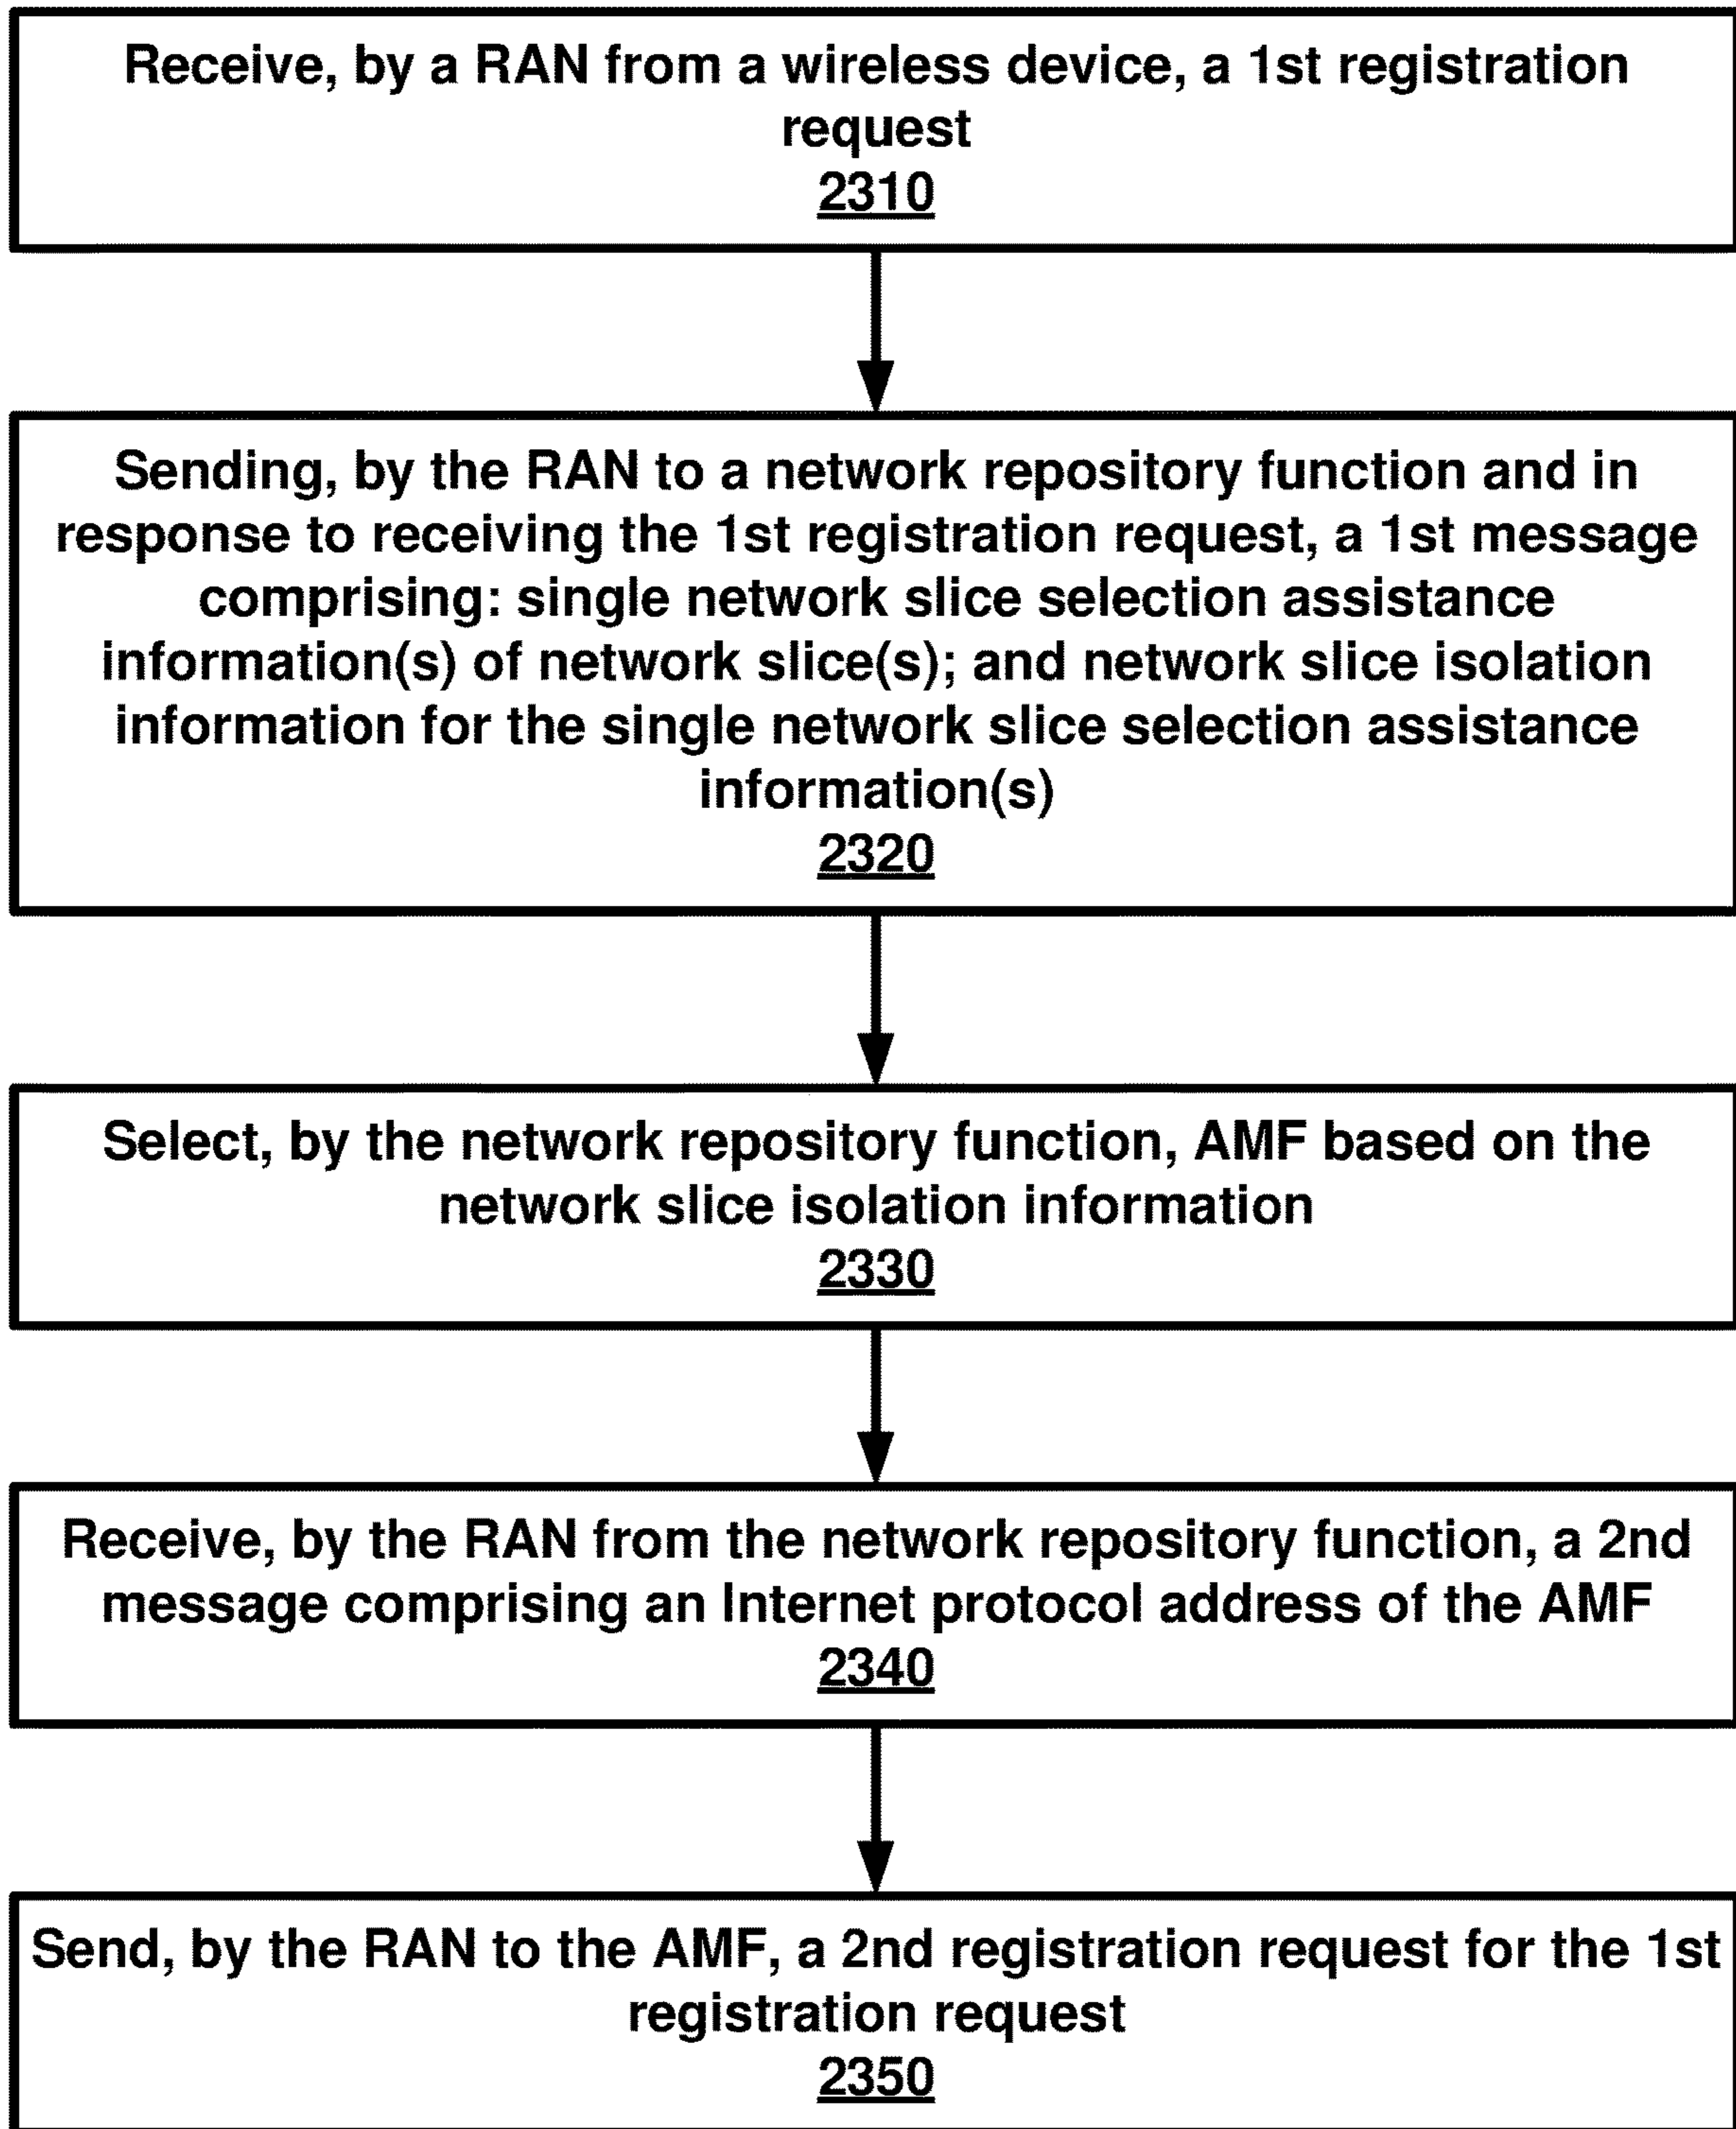 Receive, by a RAN from a wireless device, a 1st registration
request
2310
Sending, by the RAN to a network repository function and in
response to receiving the 1st registration request, a 1st message
comprising: single network slice selection assistance
information(s) of network slice(s); and network slice isolation
information for the single network slice selection assistance
information(s)
2320
Select, by the network repository function, AMF based on the
network slice isolation information
2330
Receive, by the RAN from the network repository function, a 2nd
message comprising an Internet protocol address of the AMF
2340
Send, by the RAN to the AMF, a 2nd registration request for the 1st
registration request
2350